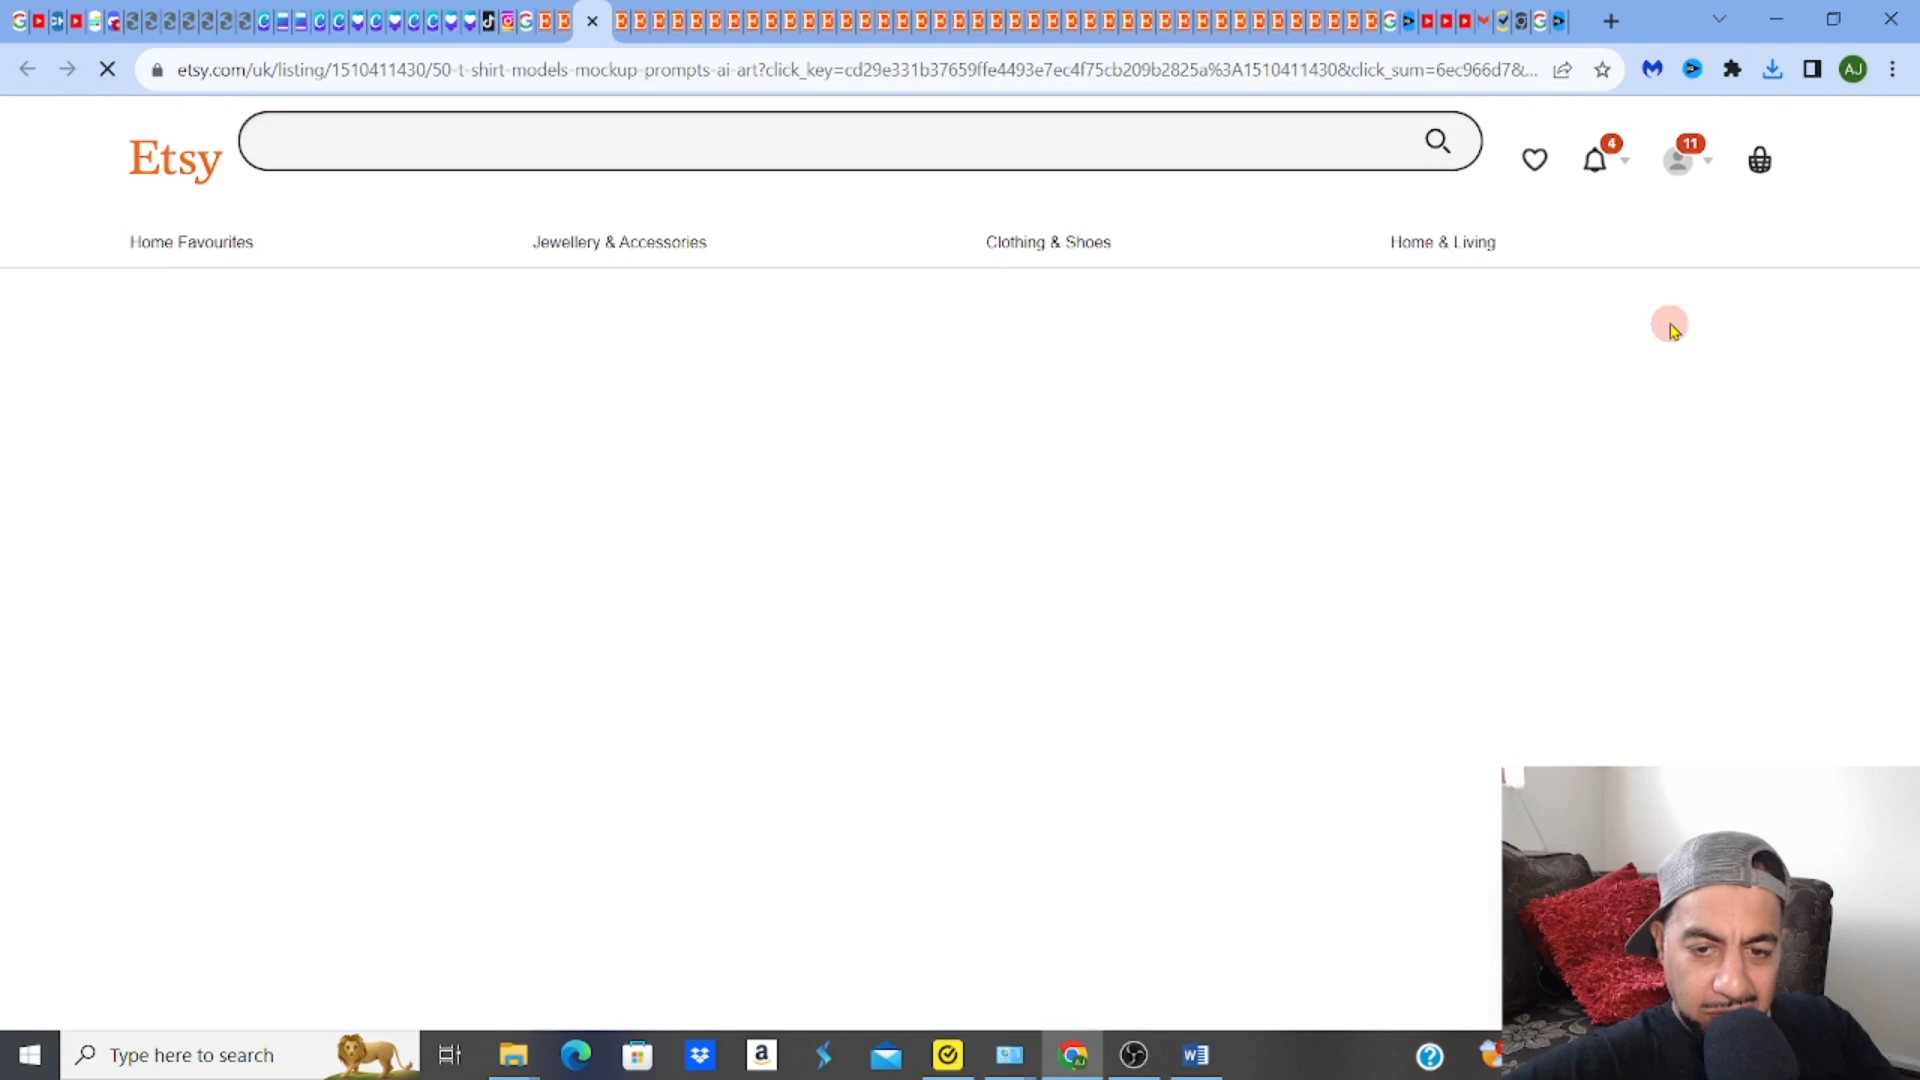 etsy.com/uk/listing/1510411430/50-t-shirt-models-mockup-prompts-ai-art?click_key=cd29e331b37659ffe4493e7ec4f75cb209b2825a%3A1510411430&click_sum=6ec966d7&...
AJ
Etsy
4
11
Home Favourites
Jewellery & Accessories
Clothing & Shoes
Home & Living
Type here to search